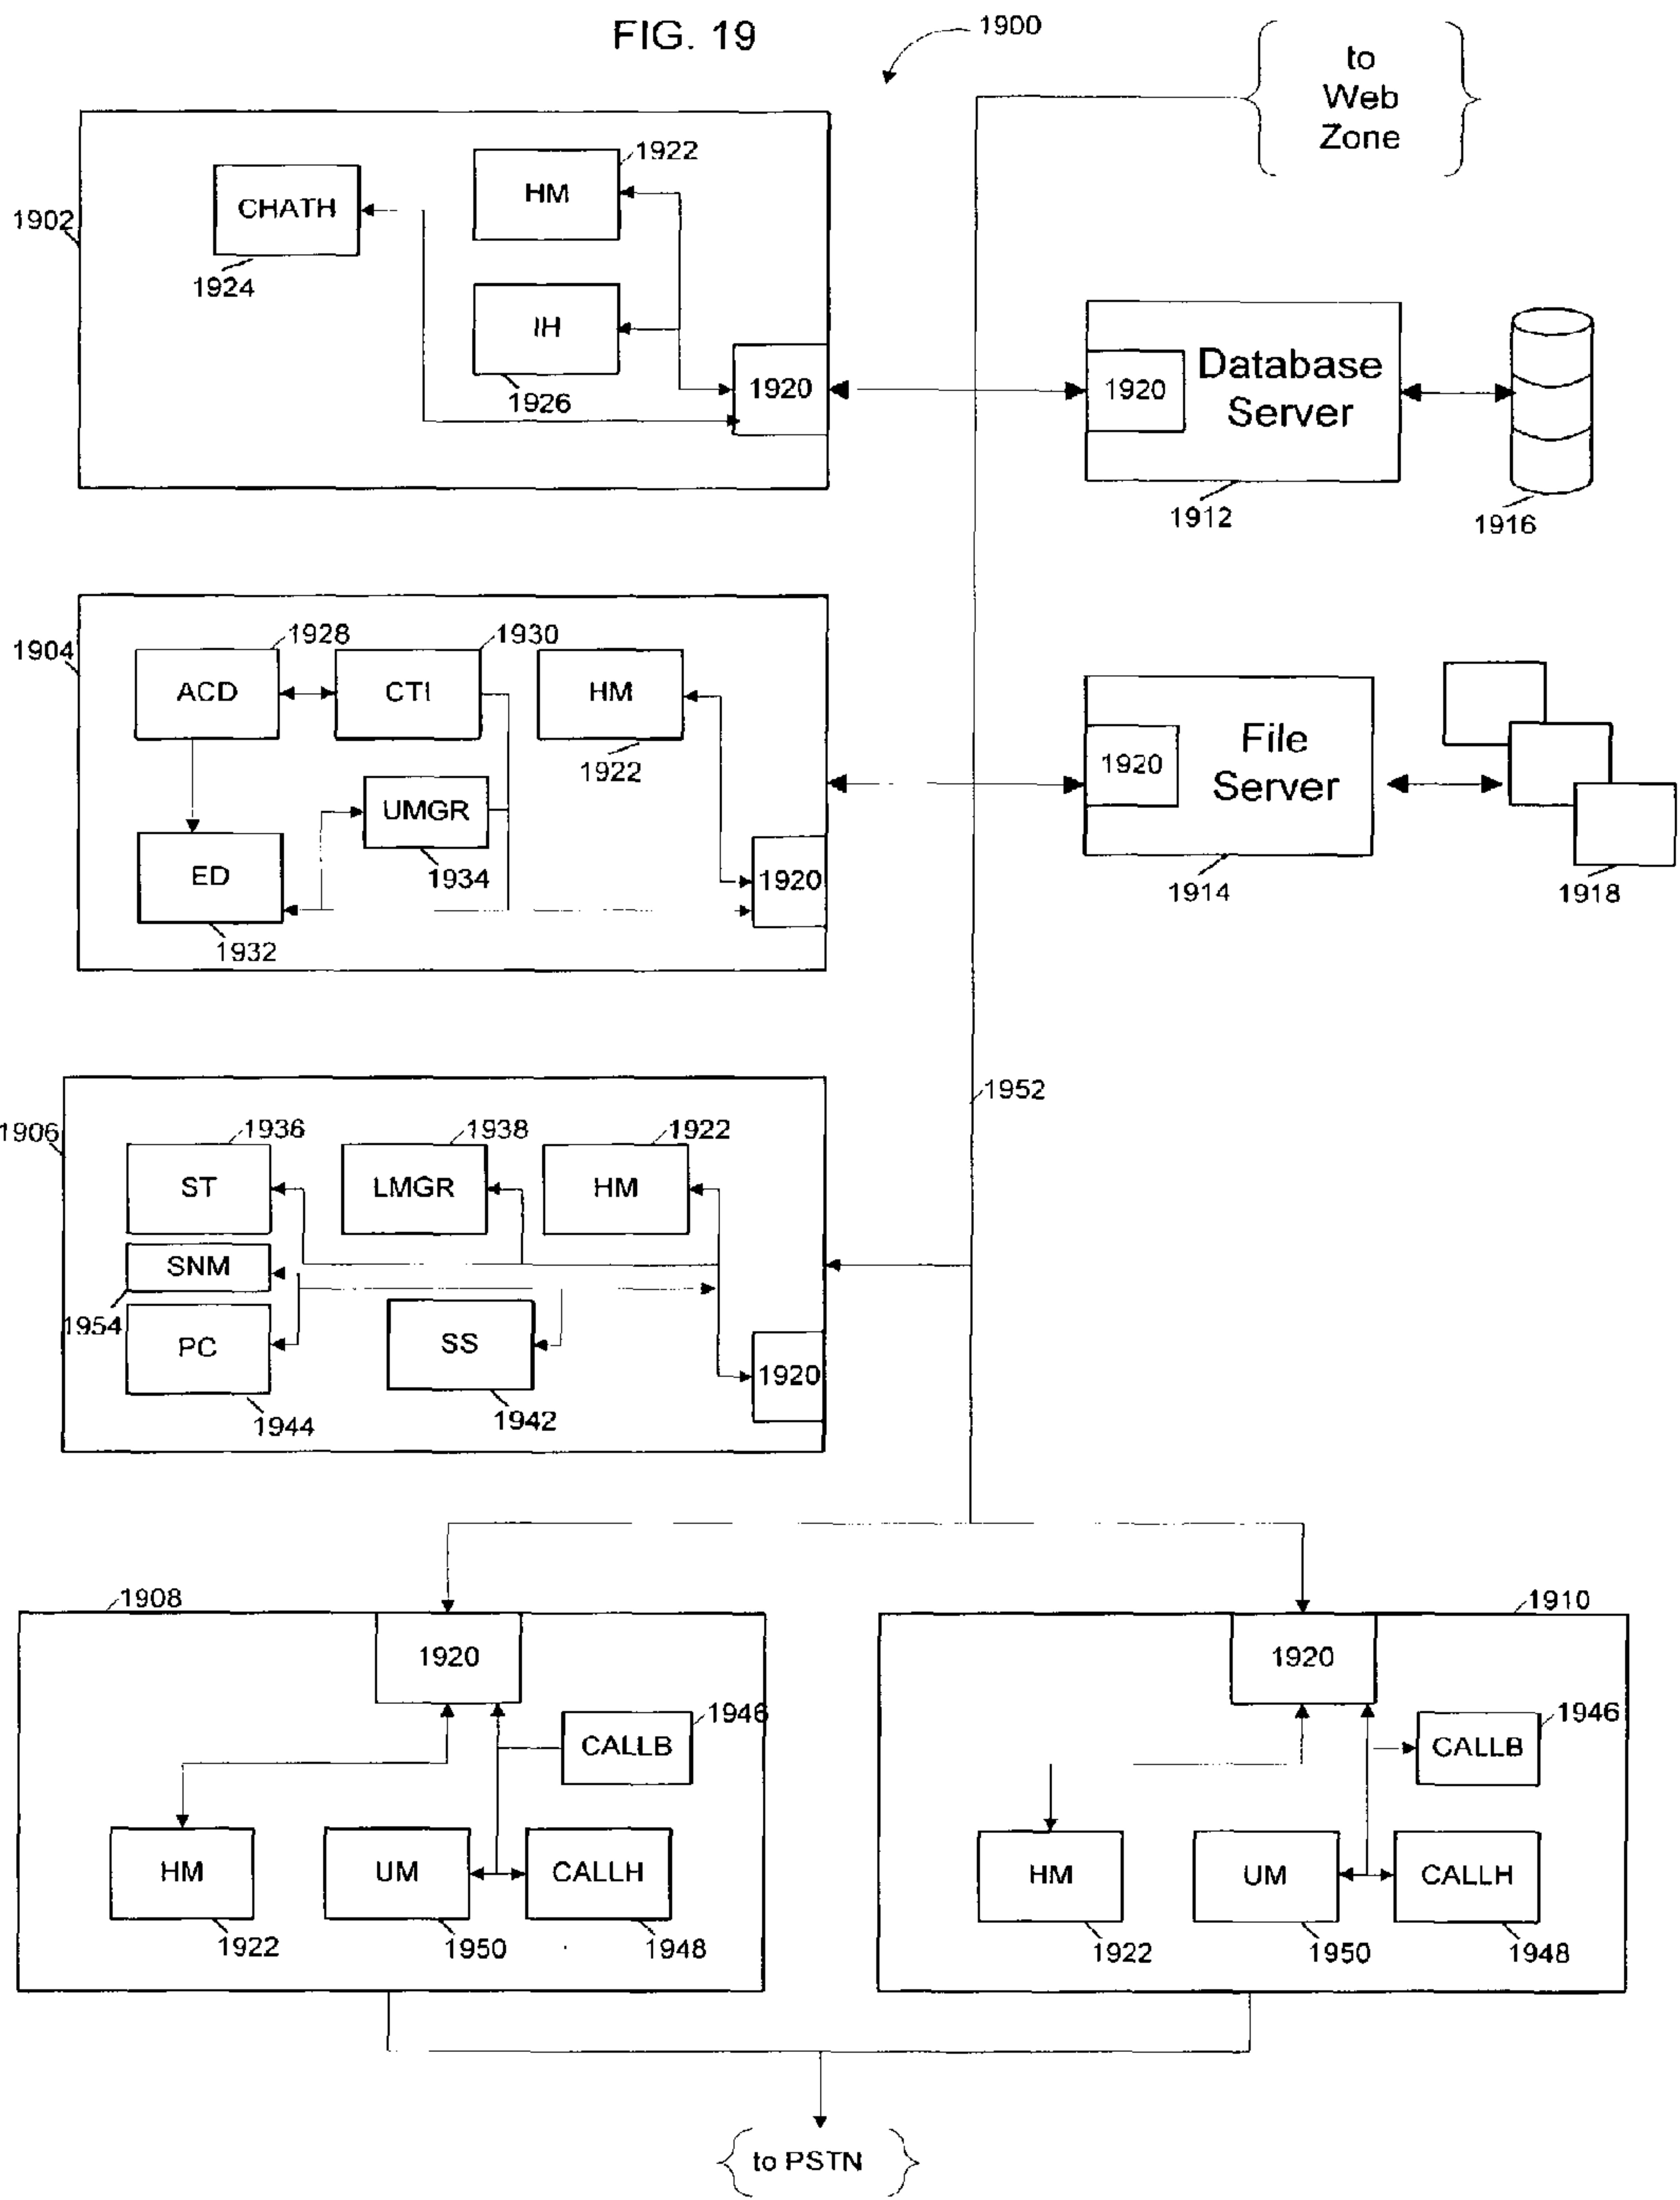 FIG. 19
1900
to
Web
Zone
1902
CHATH
1924
HM
1922
IH
1926
1920
1920
Database
Server
1912
1916
1904
ACD
1928
CTI
1930
HM
1922
UMGR
1934
ED
1932
1920
1920
File
Server
1914
1918
1952
1906
ST
1936
LMGR
1938
HM
1922
SNM
1954
PC
1944
SS
1942
1920
1908
1920
CALLB
1946
HM
1922
UM
1950
CALLH
1948
1910
1920
CALLB
1946
HM
1922
UM
1950
CALLH
1948
to PSTN